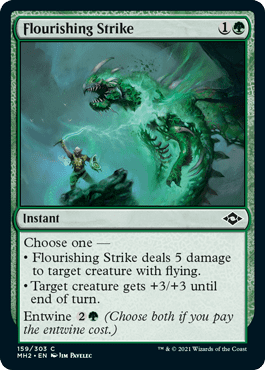 Flourishing Strike 1
Instant
Choose one —
• Flourishing Strike deals 5 damage
to target creature with flying.
• Target creature gets +3/+3 until
end of turn.
Entwine 2 (Choose both if you pay
the entwine cost.)
159/303 C
MH2 • EN JIM PAVELEC ™ & © 2021 Wizards of the Coast